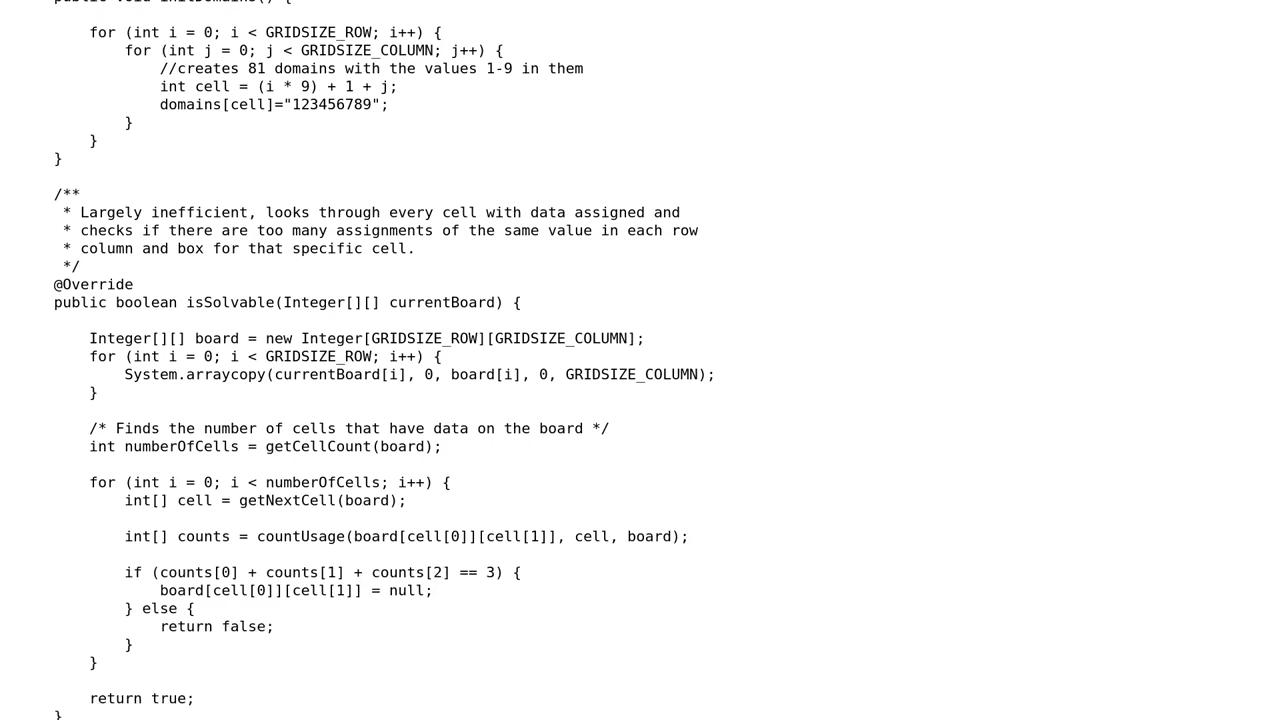 public void initDomains() {
for (int i = 0; i < GRIDSIZE_ROW; i++) {
for (int j = 0; j < GRIDSIZE_COLUMN; j++) {
//creates 81 domains with the values 1-9 in them
int cell = (i * 9) + 1 + j;
domains[cell]="123456789";
}
}
}
/**
* Largely inefficient, looks through every cell with data assigned and
* checks if there are too many assignments of the same value in each row
* column and box for that specific cell.
*/
@Override
public boolean isSolvable(Integer[][] currentBoard) {
Integer[][] board = new Integer[GRIDSIZE_ROW][GRIDSIZE_COLUMN];
for (int i = 0; i < GRIDSIZE_ROW; i++) {
System.arraycopy(currentBoard[i], 0, board[i], 0, GRIDSIZE_COLUMN);
}
/* Finds the number of cells that have data on the board */
int numberOfCells = getCellCount(board);
for (int i = 0; i < numberOfCells; i++) {
int[] cell = getNextCell(board);
int[] counts = countUsage(board[cell[0]][cell[1]], cell, board);
if (counts[0] + counts[1] + counts[2] == 3) {
board[cell[0]][cell[1]] = null;
} else {
return false;
}
}
return true;
}